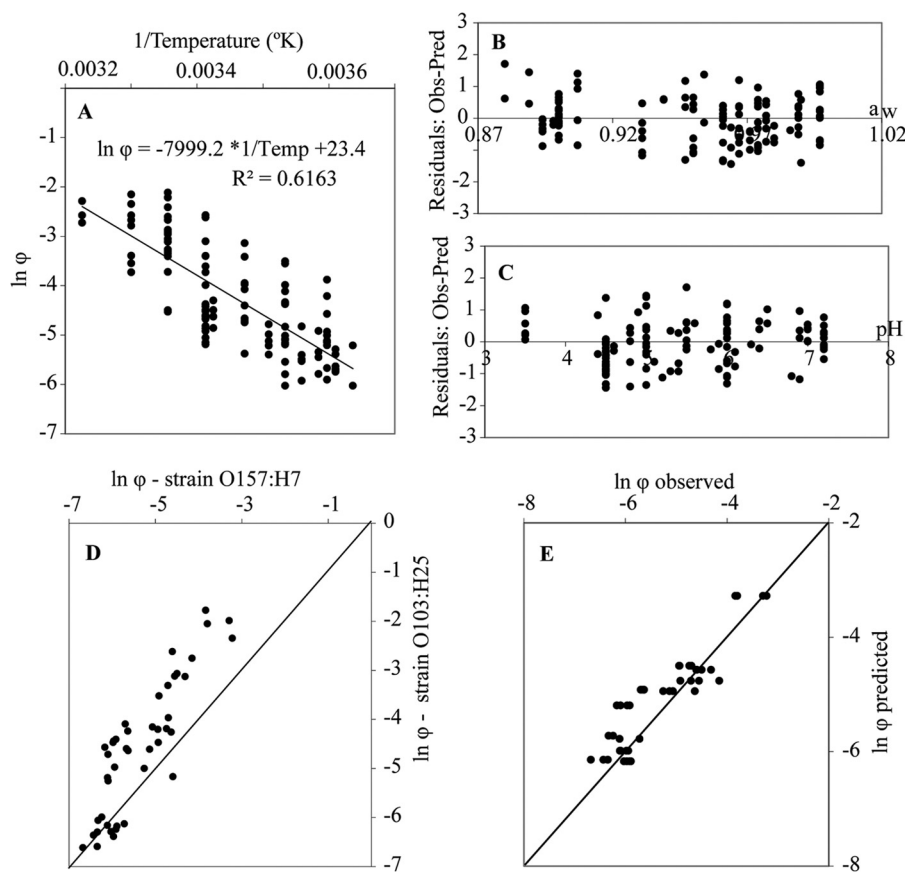 1/Temperature (ºK)
0.0032 0.0034 0.0036
A
ln φ = -7999.2 *1/Temp +23.4
R² = 0.6163
-1
-2
-3
-4
-5
-6
-7
ln φ
B
Residuals: Obs-Pred
3
2
1
0
-1
-2
-3
0.87 0.92 1.02
aw
C
Residuals: Obs-Pred
3
2
1
0
-1
-2
-3
3 4 6 7 8
pH
ln φ - strain O157:H7
-7 -5 -3 -1
D
0
-1
-2
-3
-4
-5
-6
-7
ln φ - strain O103:H25
ln φ observed
-8 -6 -4 -2
E
-2
-4
-6
-8
ln φ predicted